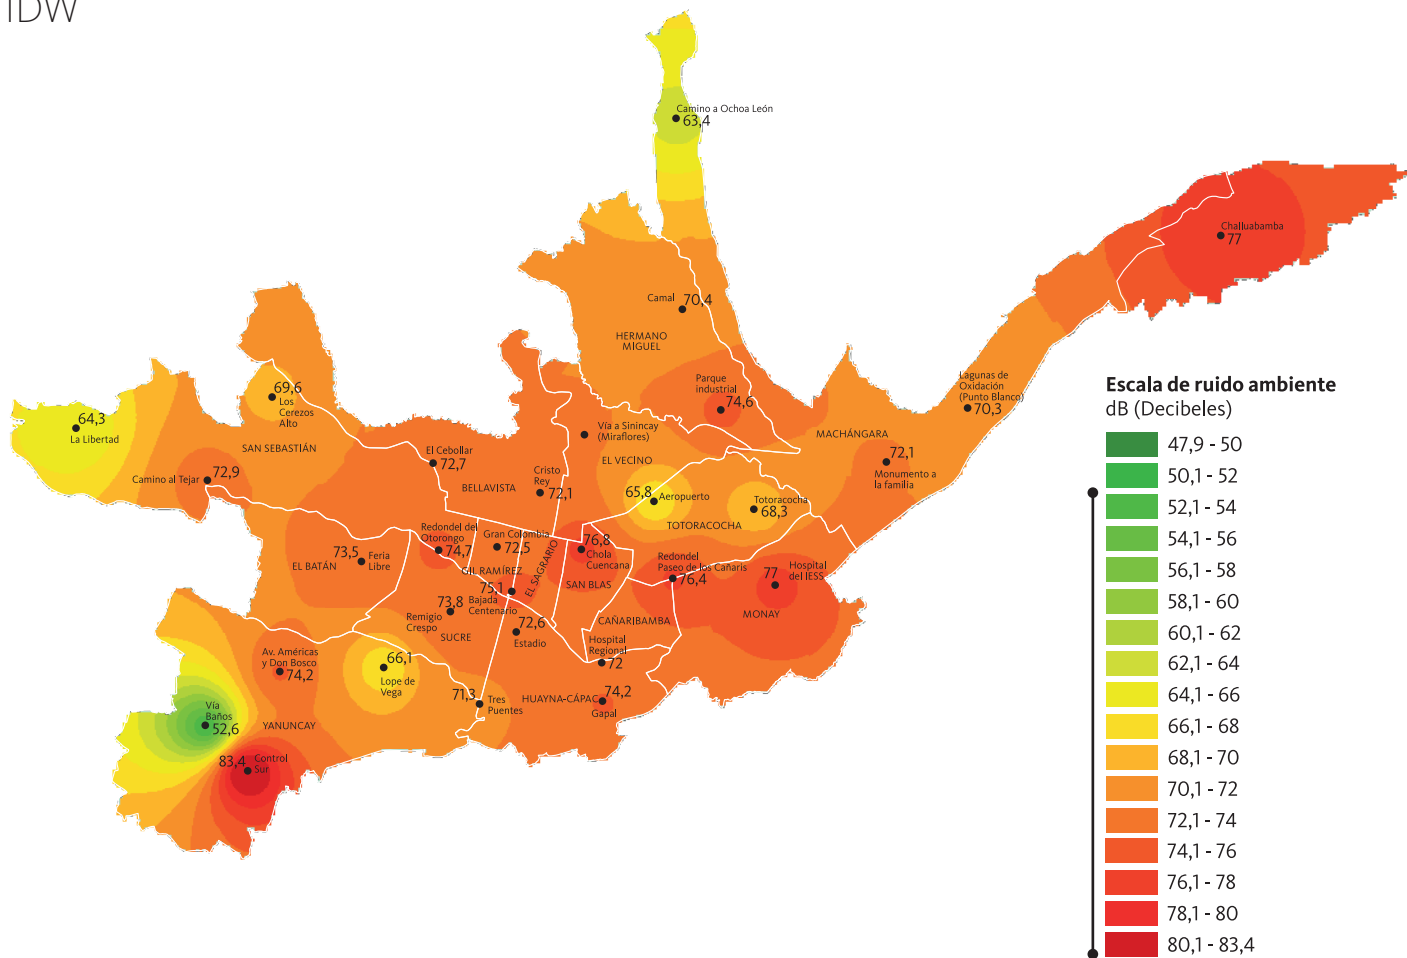 IDW
Camino a Ochoa León
63,4
Challuabamba
77
Camal
70,4
HERMANO
MIGUEL
Parque
industrial
74,6
Lagunas de
Oxidación
(Punto Blanco)
70,3
69,6
Los
Cerezos
Alto
64,3
La Libertad
SAN SEBASTIÁN
Camino al Tejar
72,9
El Cebollar
72,7
BELLAVISTA
Cristo
Rey
72,1
Vía a Sinincay
(Miraflores)
EL VECINO
MACHÁNGARA
72,1
Monumento a
la familia
65,8
Aeropuerto
Totoracocha
68,3
TOTORACOCHA
Redondel del
Otorongo
74,7
Gran Colombia
72,5
GIL RAMÍREZ
EL SAGRARIO
76,8
Chola
Cuencana
SAN BLAS
Redondel
Paseo de los Cañaris
76,4
77
Hospital
del IESS
MONAY
73,5
Feria
Libre
EL BATÁN
75,1
Bajada
Centenario
73,8
Remigio
Crespo
SUCRE
72,6
Estadio
CAÑARIBAMBA
Hospital
Regional
72
Av. Américas
y Don Bosco
74,2
66,1
Lope de
Vega
71,3
Tres
Puentes
HUAYNA-CÁPAC
74,2
Gapal
Vía
Baños
52,6
YANUNCAY
83,4
Control
Sur
Escala de ruido ambiente
dB (Decibeles)
47,9 - 50
50,1 - 52
52,1 - 54
54,1 - 56
56,1 - 58
58,1 - 60
60,1 - 62
62,1 - 64
64,1 - 66
66,1 - 68
68,1 - 70
70,1 - 72
72,1 - 74
74,1 - 76
76,1 - 78
78,1 - 80
80,1 - 83,4